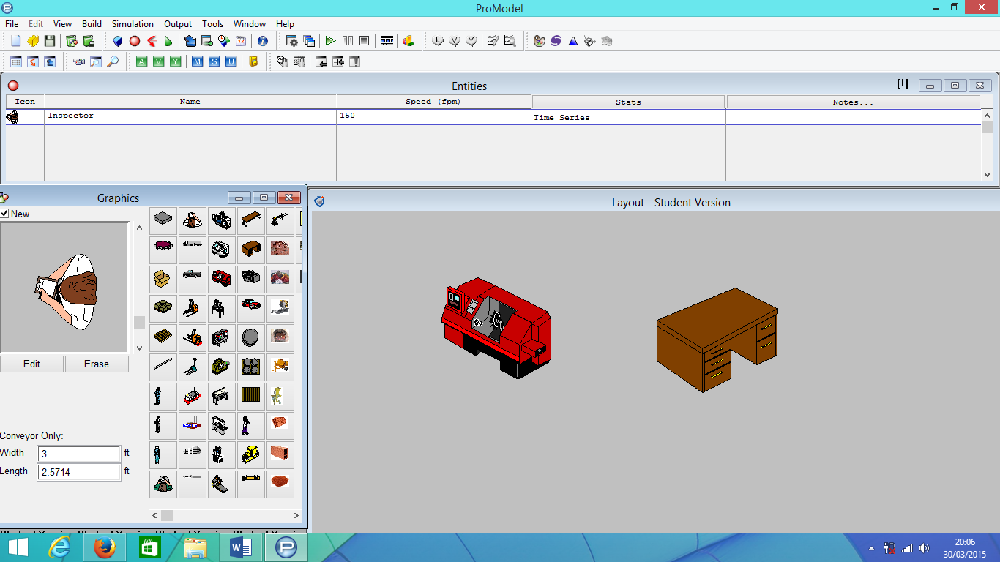 ProModel
File Edit View Build Simulation Output Tools Window Help
A V Y M S U
Entities [1]
Icon Name Speed (fpm) Stats Notes...
Inspector 150 Time Series
Graphics
New
Edit Erase
Conveyor Only:
Width 3 ft
Length 2.5714 ft
Layout - Student Version
20:06
30/03/2015